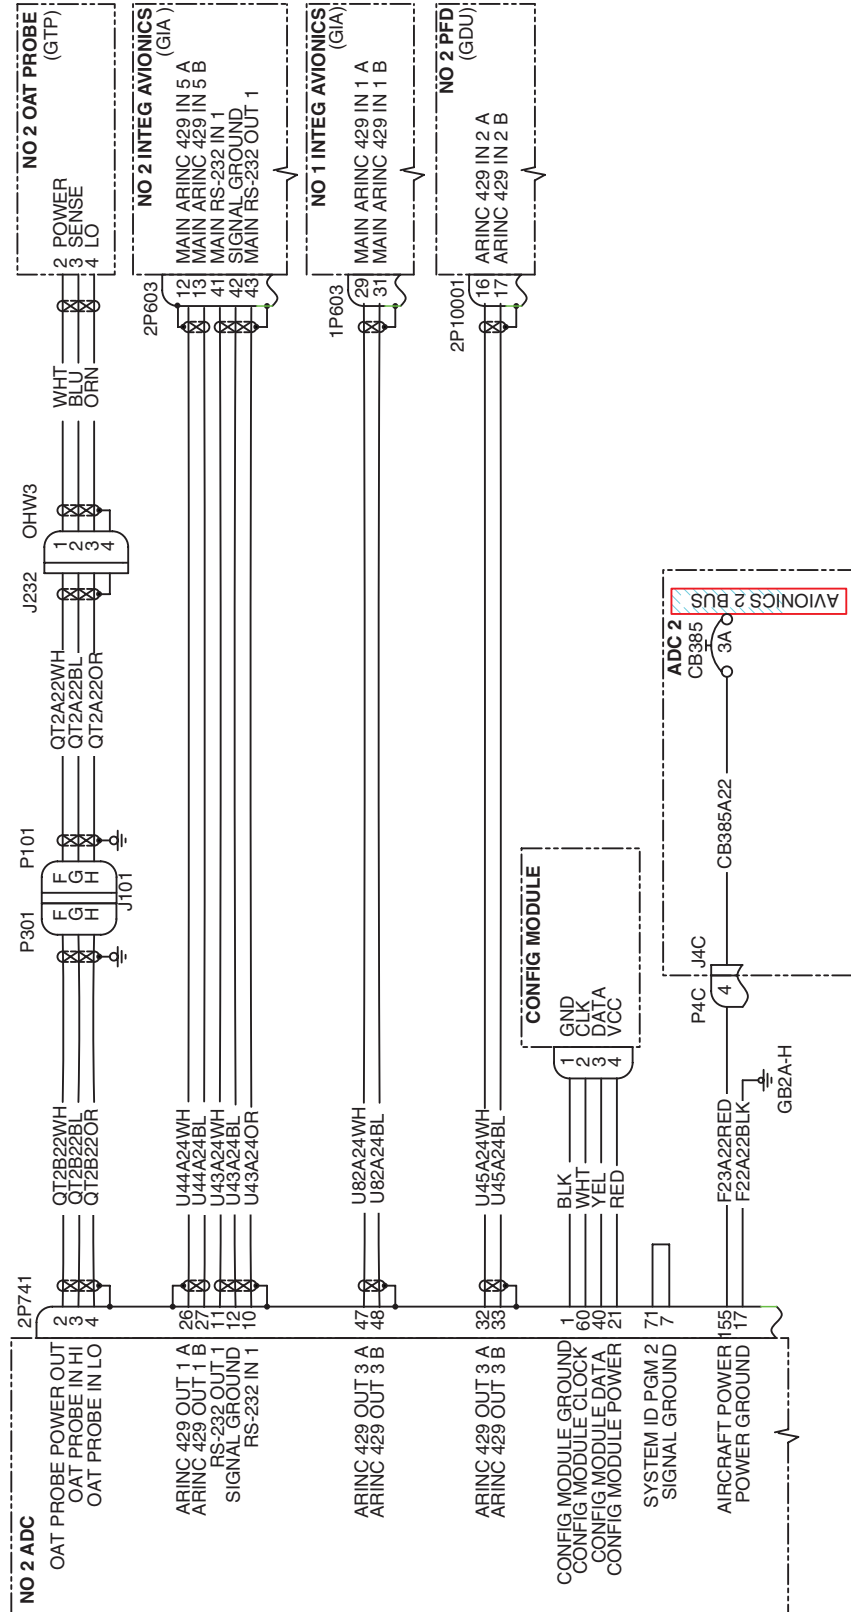 NO 2 ADC
2P741
OAT PROBE POWER OUT
OAT PROBE IN HI
OAT PROBE IN LO
2
3
4
QT2B22WH
QT2B22BL
QT2B22OR
P301
F
G
H
J101
F
G
H
P101
QT2A22WH
QT2A22BL
QT2A22OR
J232
1
2
3
4
OHW3
WHT
BLU
ORN
2 POWER
3 SENSE
4 LO
NO 2 OAT PROBE
(GTP)
ARINC 429 OUT 1 A
ARINC 429 OUT 1 B
RS-232 OUT 1
SIGNAL GROUND
RS-232 IN 1
26
27
11
12
10
U44A24WH
U44A24BL
U43A24WH
U43A24BL
U43A24OR
2P603
12 MAIN ARINC 429 IN 5 A
13 MAIN ARINC 429 IN 5 B
41 MAIN RS-232 IN 1
42 SIGNAL GROUND
43 MAIN RS-232 OUT 1
NO 2 INTEG AVIONICS
(GIA)
ARINC 429 OUT 3 A
ARINC 429 OUT 3 B
47
48
U82A24WH
U82A24BL
1P603
29 MAIN ARINC 429 IN 1 A
31 MAIN ARINC 429 IN 1 B
NO 1 INTEG AVIONICS
(GIA)
ARINC 429 OUT 3 A
ARINC 429 OUT 3 B
32
33
U45A24WH
U45A24BL
2P10001
16 ARINC 429 IN 2 A
17 ARINC 429 IN 2 B
NO 2 PFD
(GDU)
CONFIG MODULE GROUND
CONFIG MODULE CLOCK
CONFIG MODULE DATA
CONFIG MODULE POWER
1
60
40
21
BLK
WHT
YEL
RED
1 GND
2 CLK
3 DATA
4 VCC
CONFIG MODULE
SYSTEM ID PGM 2
SIGNAL GROUND
71
7
AIRCRAFT POWER 1
POWER GROUND
55
17
F23A22RED
F22A22BLK
GB2A-H
P4C
4
J4C
CB385A22
ADC 2
CB385
3A
AVIONICS 2 BUS